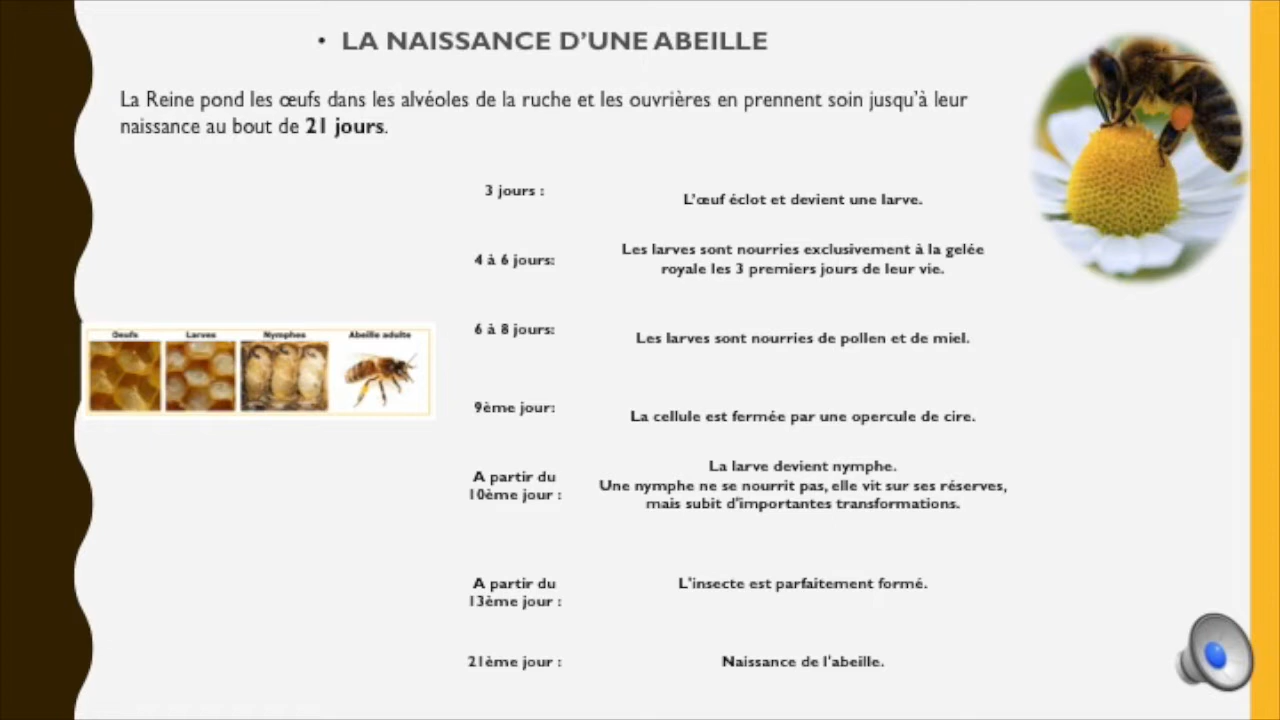 • LA NAISSANCE D'UNE ABEILLE
La Reine pond les œufs dans les alvéoles de la ruche et les ouvrières en prennent soin jusqu'à leur
naissance au bout de 21 jours.
3 jours :
L'œuf éclot et devient une larve.
4 à 6 jours:
Les larves sont nourries exclusivement à la gelée
royale les 3 premiers jours de leur vie.
6 à 8 jours:
Les larves sont nourries de pollen et de miel.
Oeufs Larves Nymphes Abeille adulte
9ème jour:
La cellule est fermée par une opercule de cire.
A partir du
10ème jour :
La larve devient nymphe.
Une nymphe ne se nourrit pas, elle vit sur ses réserves,
mais subit d'importantes transformations.
A partir du
13ème jour :
L'insecte est parfaitement formé.
21ème jour :
Naissance de l'abeille.